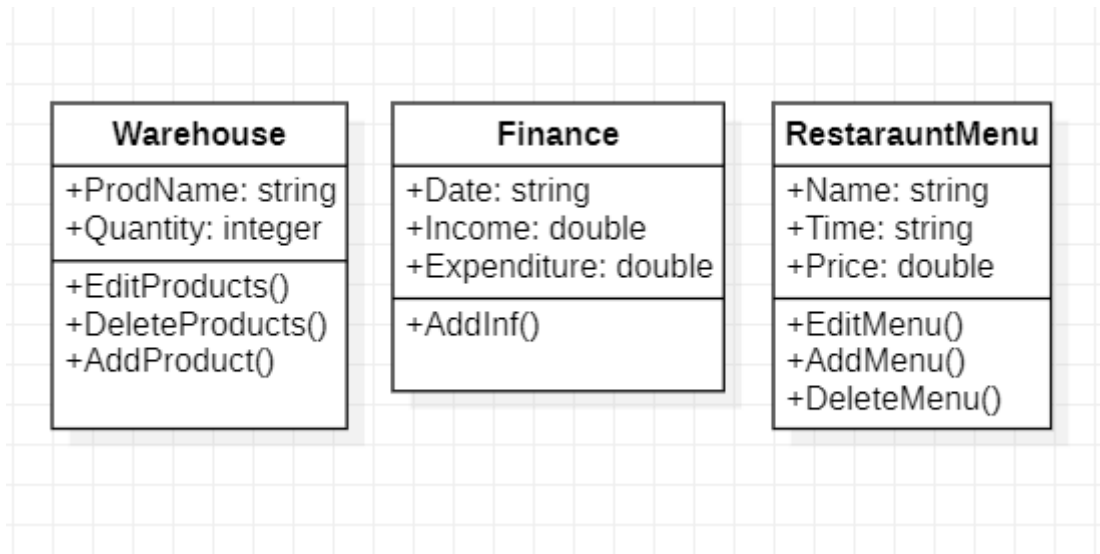 Warehouse
+ProdName: string
+Quantity: integer
+EditProducts()
+DeleteProducts()
+AddProduct()
Finance
+Date: string
+Income: double
+Expenditure: double
+AddInf()
RestarauntMenu
+Name: string
+Time: string
+Price: double
+EditMenu()
+AddMenu()
+DeleteMenu()